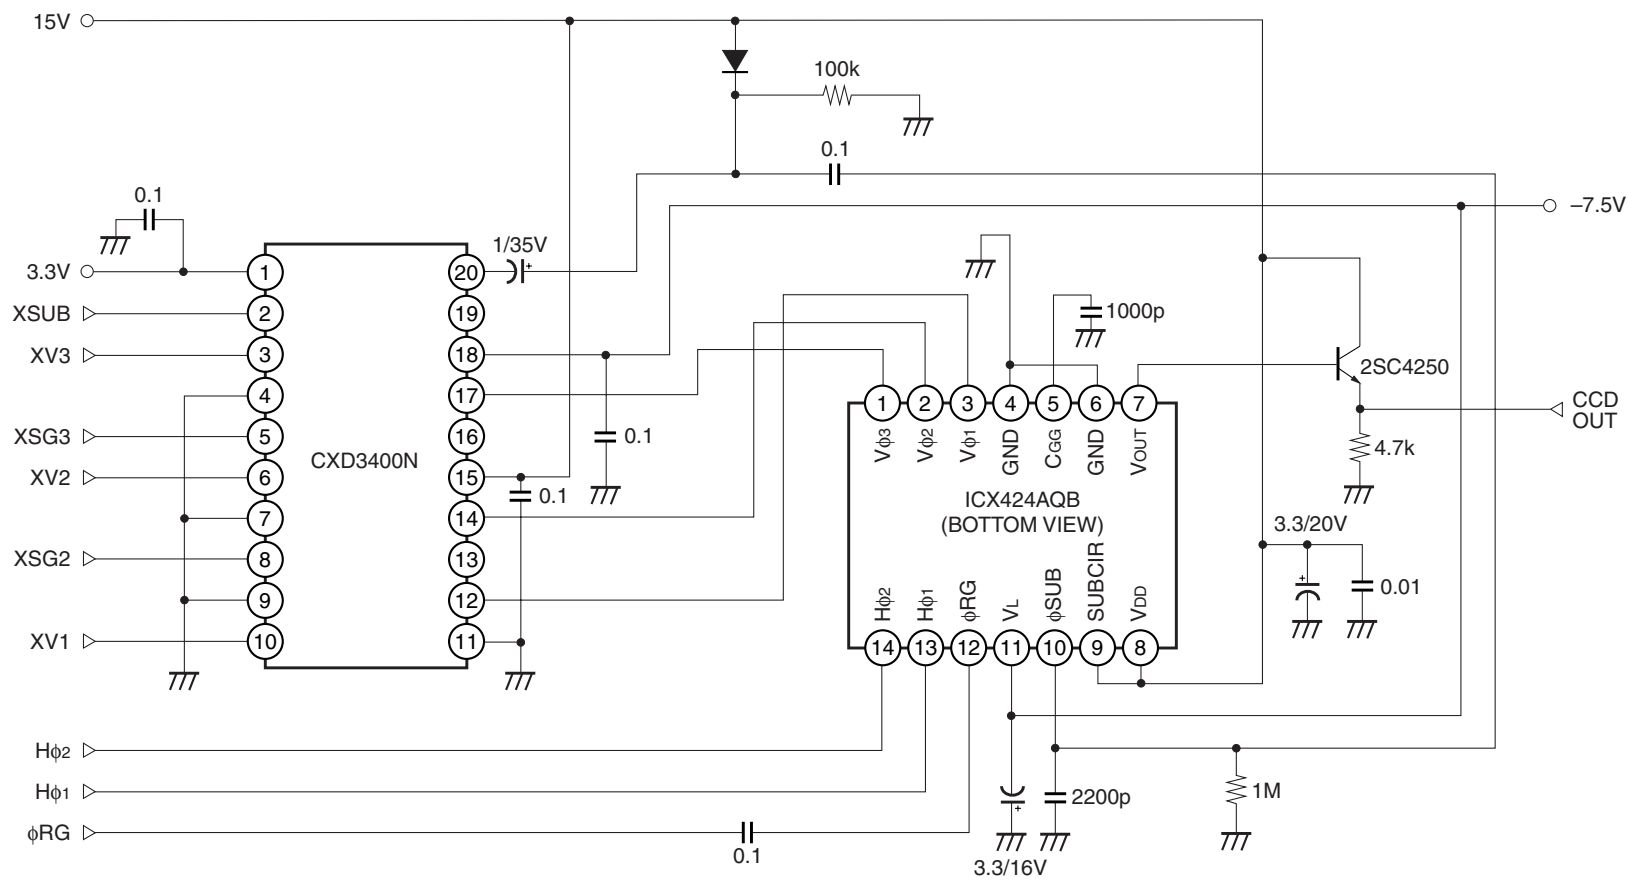 15V
100k
0.1
0.1
–7.5V
1/35V
3.3V
XSUB
XV3
XSG3
XV2
XSG2
XV1
1
2
3
4
5
6
7
8
9
10
CXD3400N
20
19
18
17
16
15
14
13
12
11
0.1
0.1
1000p
2SC4250
CCD
OUT
4.7k
1
2
3
4
5
6
7
Vϕ3
Vϕ2
Vϕ1
GND
CGG
GND
VOUT
ICX424AQB
(BOTTOM VIEW)
Hϕ2
Hϕ1
ϕRG
VL
ϕSUB
SUBCIR
VDD
14
13
12
11
10
9
8
3.3/20V
+
0.01
Hϕ2
Hϕ1
ϕRG
0.1
+
3.3/16V
2200p
1M
+